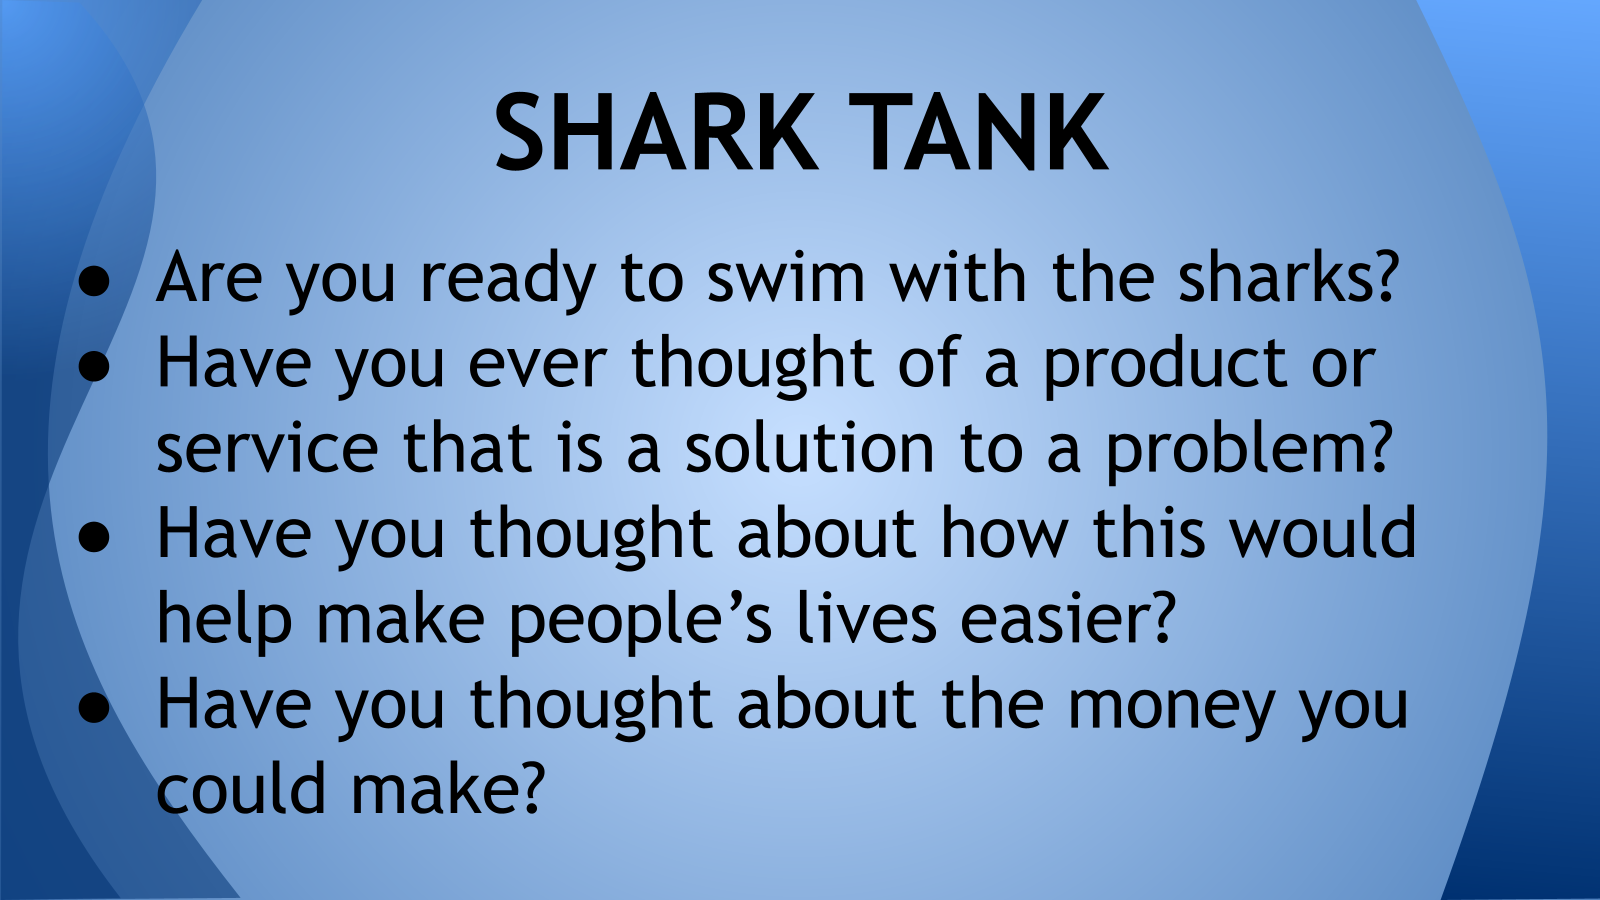 SHARK TANK
● Are you ready to swim with the sharks?
● Have you ever thought of a product or
service that is a solution to a problem?
● Have you thought about how this would
help make people’s lives easier?
● Have you thought about the money you
could make?